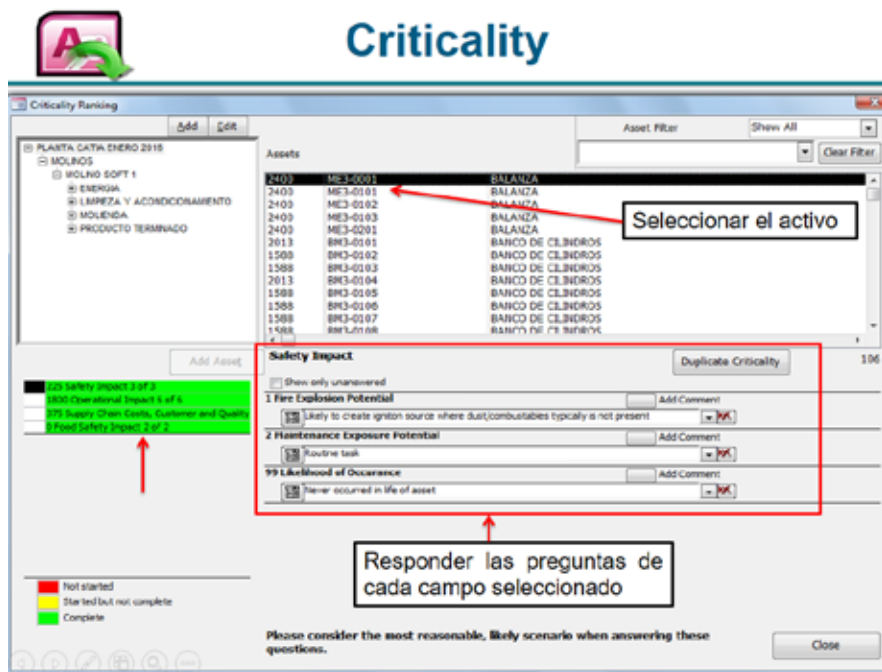 Criticality
Criticality Ranking
Add Edit
Asset Filter Show All
PLANTA CATIA ENERO 2015
MOLINOS
MOLINO SOFT 1
ENERGIA
LIMPIEZA Y ACONDICIONAMIENTO
MOLIENDA
PRODUCTO TERMINADO
Assets
Clear Filter
2400 ME3-0001 BALANZA
2400 ME3-0101 BALANZA
2400 ME3-0102 BALANZA
2400 ME3-0103 BALANZA
2400 ME3-0201 BALANZA
2013 BM3-0101 BANCO DE CILINDROS
1588 BM3-0102 BANCO DE CILINDROS
1588 BM3-0103 BANCO DE CILINDROS
2013 BM3-0104 BANCO DE CILINDROS
1588 BM3-0105 BANCO DE CILINDROS
1588 BM3-0106 BANCO DE CILINDROS
1588 BM3-0107 BANCO DE CILINDROS
1588 BM3-0108 BANCO DE CILINDROS
Seleccionar el activo
Add Asset
225 Safety Impact 3 of 3
1800 Operational Impact 6 of 6
375 Supply Chain Costs, Customer and Quality
0 Food Safety Impact 2 of 2
Safety Impact
Duplicate Criticality
106
Show only unanswered
1 Fire Explosion Potential Add Comment
Likely to create igniton source where dust/combustables typically is not present
2 Maintenance Exposure Potential Add Comment
Routine task
99 Likelihood of Occurance Add Comment
Never occurred in life of asset
Responder las preguntas de
cada campo seleccionado
Not started
Started but not complete
Complete
Please consider the most reasonable, likely scenario when answering these
questions.
Close